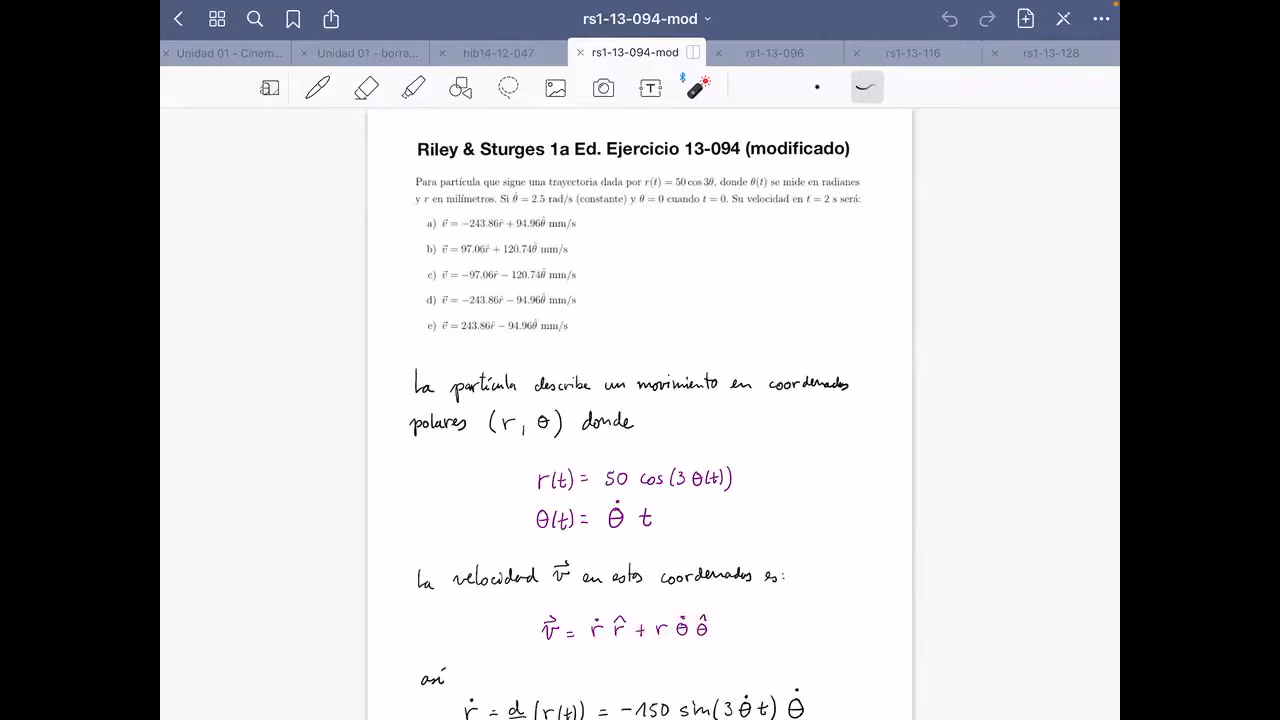 rs1-13-094-mod
Unidad 01 - Cinem...
Unidad 01 - borra...
hib14-12-047
rs1-13-094-mod
rs1-13-096
rs1-13-116
rs1-13-128
Riley & Sturges 1a Ed. Ejercicio 13-094 (modificado)
Para partícula que sigue una trayectoria dada por r(t) = 50 cos 3θ, donde θ(t) se mide en radianes
y r en milímetros. Si θ̇ = 2.5 rad/s (constante) y θ = 0 cuando t = 0. Su velocidad en t = 2 s será:
a) v⃗ = −243.86r̂ + 94.96θ̂ mm/s
b) v⃗ = 97.06r̂ + 120.74θ̂ mm/s
c) v⃗ = −97.06r̂ − 120.74θ̂ mm/s
d) v⃗ = −243.86r̂ − 94.96θ̂ mm/s
e) v⃗ = 243.86r̂ − 94.96θ̂ mm/s
La partícula describe un movimiento en coordenadas
polares (r, θ) donde
r(t) = 50 cos(3θ(t))
θ(t) = θ̇ t
La velocidad v⃗ en estas coordenadas es:
v⃗ = ṙ r̂ + r θ̇ θ̂
así
ṙ = d (r(t)) = −150 sin(3θ̇t) θ̇